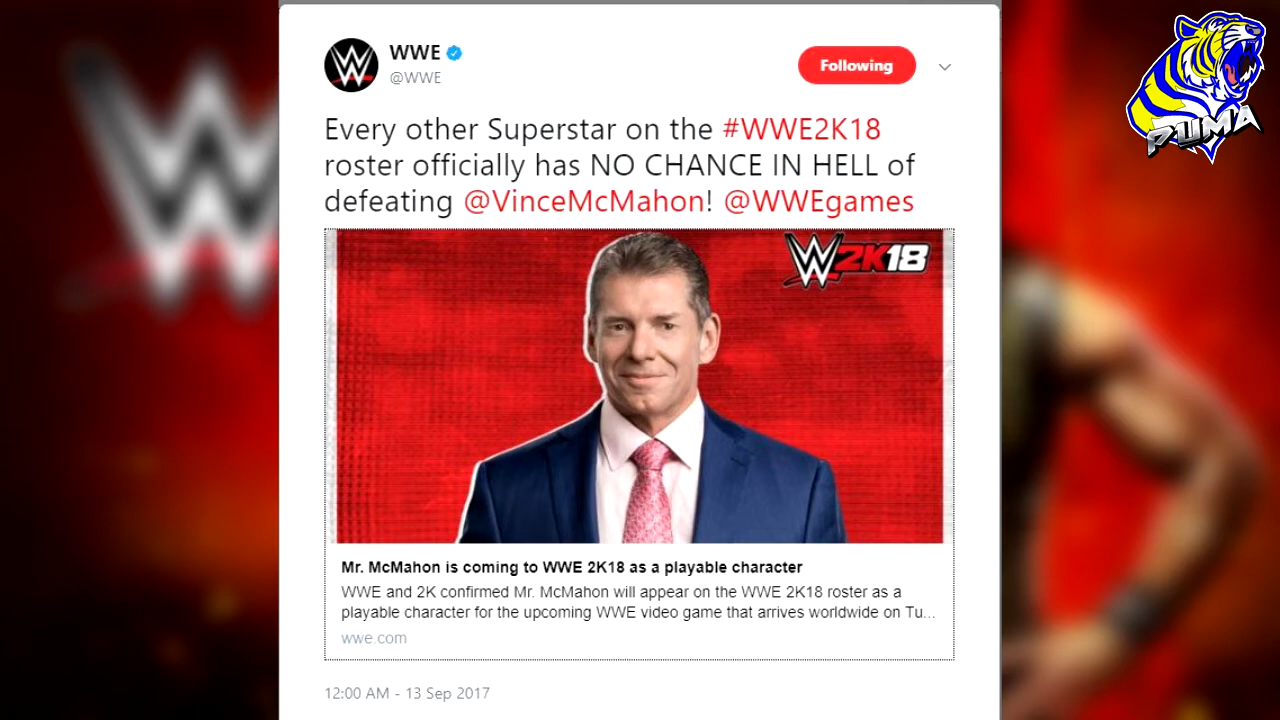 WWE
@WWE
Following
PUMA
Every other Superstar on the #WWE2K18
roster officially has NO CHANCE IN HELL of
defeating @VinceMcMahon! @WWEgames
W 2K18
Mr. McMahon is coming to WWE 2K18 as a playable character
WWE and 2K confirmed Mr. McMahon will appear on the WWE 2K18 roster as a
playable character for the upcoming WWE video game that arrives worldwide on Tu...
wwe.com
12:00 AM - 13 Sep 2017